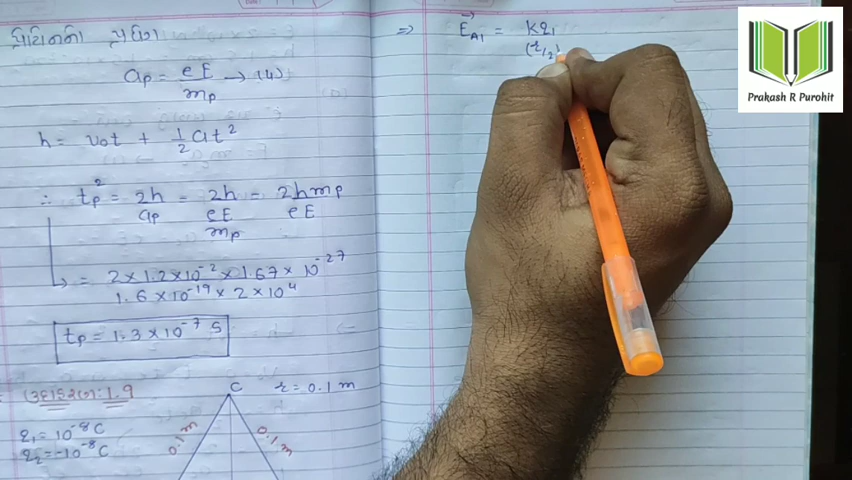 પ્રોટોનનો પ્રવેગ
ap = eE/mp → (4)
h = v0t + 1/2 at²
∴ tp² = 2h/ap = 2h/(eE/mp) = 2hmp/eE
= 2 × 1.2 × 10⁻² × 1.67 × 10⁻²⁷ / 1.6 × 10⁻¹⁹ × 2 × 10⁴
tp = 1.3 × 10⁻⁷ s
ઉદાહરણ: 1.9
C r = 0.1 m
q₁ = 10⁻⁸ C
q₂ = -10⁻⁸ C
0.1 m
0.1 m
⇒ E⃗A₁ = kq₁/(r/2)
Prakash R Purohit